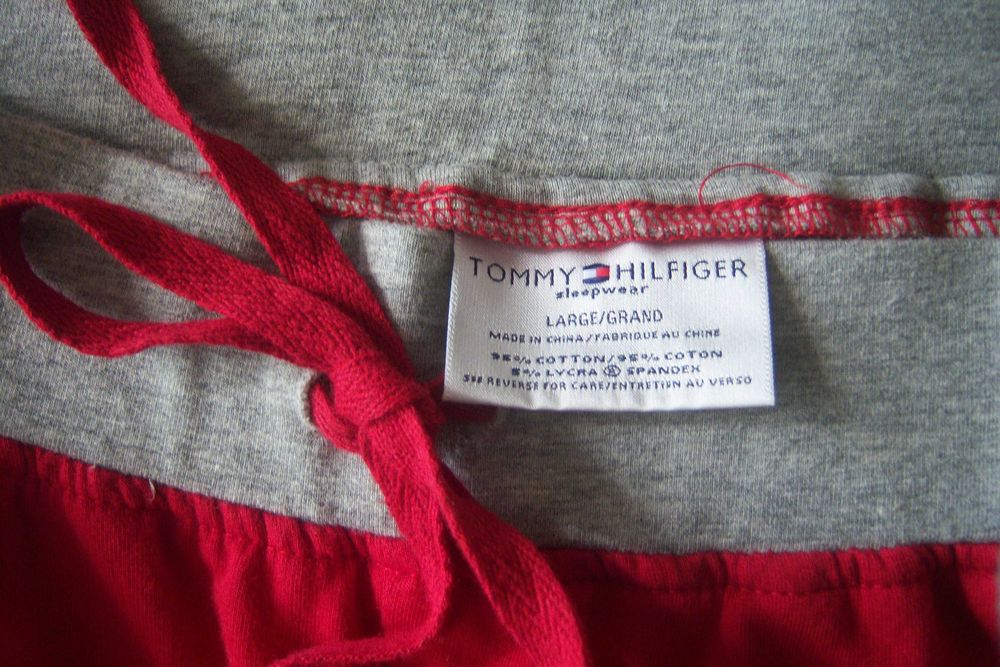 TOMMY HILFIGER
sleepwear
LARGE/GRAND
MADE IN CHINA/FABRIQUE AU CHINE
95% COTTON/95% COTON
5% LYCRA ® SPANDEX
SEE REVERSE FOR CARE/ENTRETIEN AU VERSO